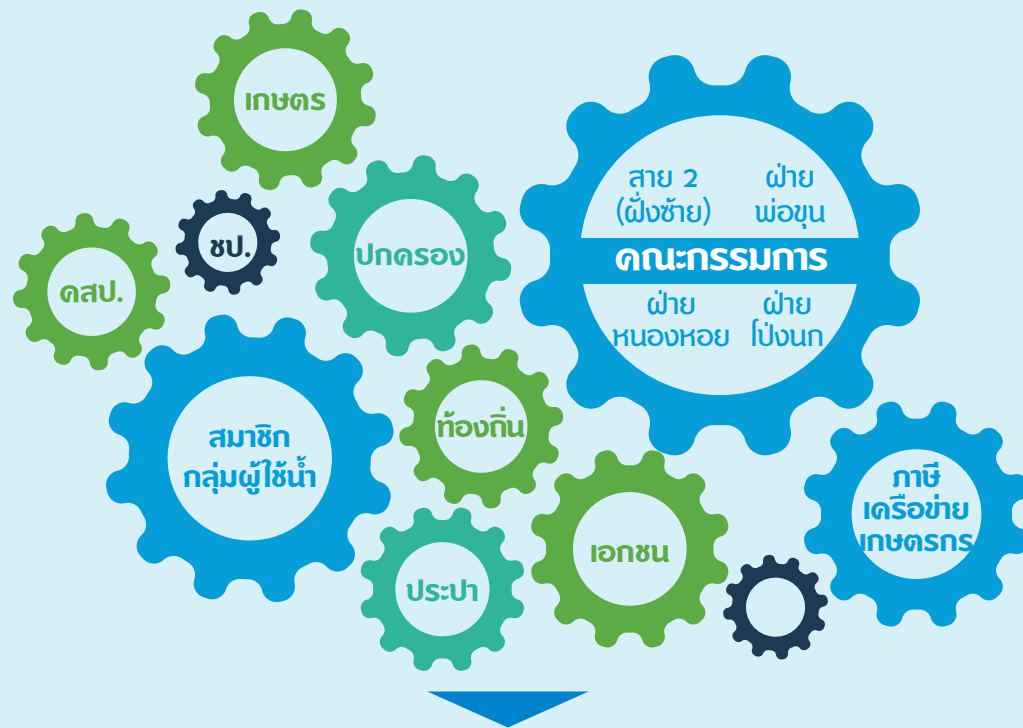 เกษตร
สาย 2
(ฝั่งซ้าย)
ฝาย
พ่อขุน
ชป.
ปกครอง
คณะกรรมการ
คสป.
ฝาย
หนองหอย
ฝาย
โป่งนก
ท้องถิ่น
สมาชิก
กลุ่มผู้ใช้น้ำ
ภาษี
เครือข่าย
เกษตรกร
เอกชน
ประปา